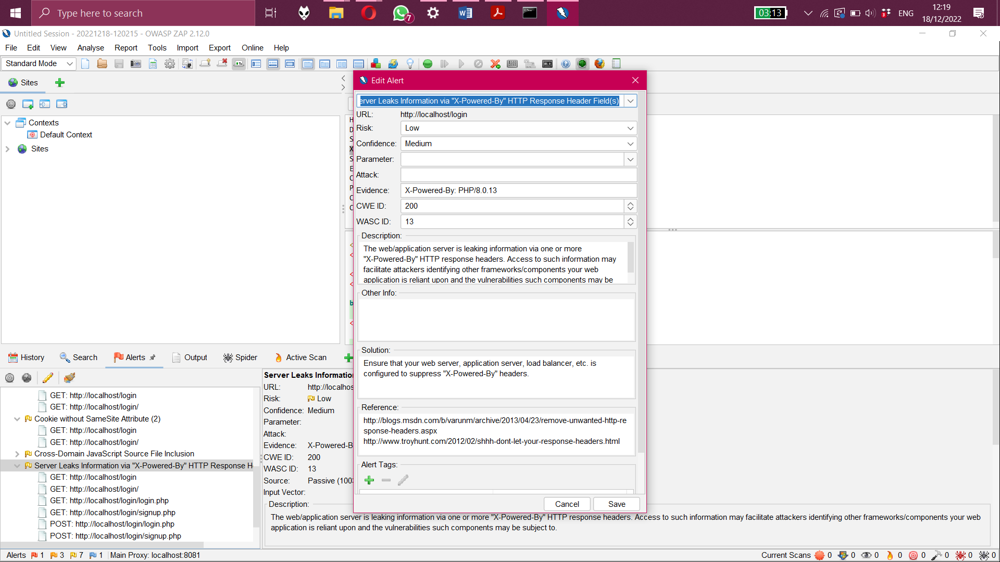 Type here to search
7
03:13
ENG
12:19
18/12/2022
Untitled Session - 20221218-120215 - OWASP ZAP 2.12.0
File Edit View Analyse Report Tools Import Export Online Help
Standard Mode
Sites
Contexts
Default Context
Sites
Edit Alert
erver Leaks Information via "X-Powered-By" HTTP Response Header Field(s)
URL: http://localhost/login
Risk: Low
Confidence: Medium
Parameter:
Attack:
Evidence: X-Powered-By: PHP/8.0.13
CWE ID: 200
WASC ID: 13
Description:
The web/application server is leaking information via one or more
"X-Powered-By" HTTP response headers. Access to such information may
facilitate attackers identifying other frameworks/components your web
application is reliant upon and the vulnerabilities such components may be
Other Info:
Solution:
Ensure that your web server, application server, load balancer, etc. is
configured to suppress "X-Powered-By" headers.
Reference:
http://blogs.msdn.com/b/varunm/archive/2013/04/23/remove-unwanted-http-re
sponse-headers.aspx
http://www.troyhunt.com/2012/02/shhh-dont-let-your-response-headers.html
Alert Tags:
Cancel Save
History Search Alerts Output Spider Active Scan
GET: http://localhost/login
GET: http://localhost/login/
Cookie without SameSite Attribute (2)
GET: http://localhost/login
GET: http://localhost/login/
Cross-Domain JavaScript Source File Inclusion
Server Leaks Information via "X-Powered-By" HTTP Response H
GET: http://localhost/login
GET: http://localhost/login/
GET: http://localhost/login/login.php
GET: http://localhost/login/signup.php
POST: http://localhost/login/login.php
POST: http://localhost/login/signup.php
Server Leaks Informatio
URL: http://localhos
Risk: Low
Confidence: Medium
Parameter:
Attack:
Evidence: X-Powered-B
CWE ID: 200
WASC ID: 13
Source: Passive (100
Input Vector:
Description:
The web/application server is leaking information via one or more "X-Powered-By" HTTP response headers. Access to such information may facilitate attackers identifying other frameworks/components your web
application is reliant upon and the vulnerabilities such components may be subject to.
Alerts 1 3 7 1 Main Proxy: localhost:8081
Current Scans 0 0 0 0 0 0 0 0